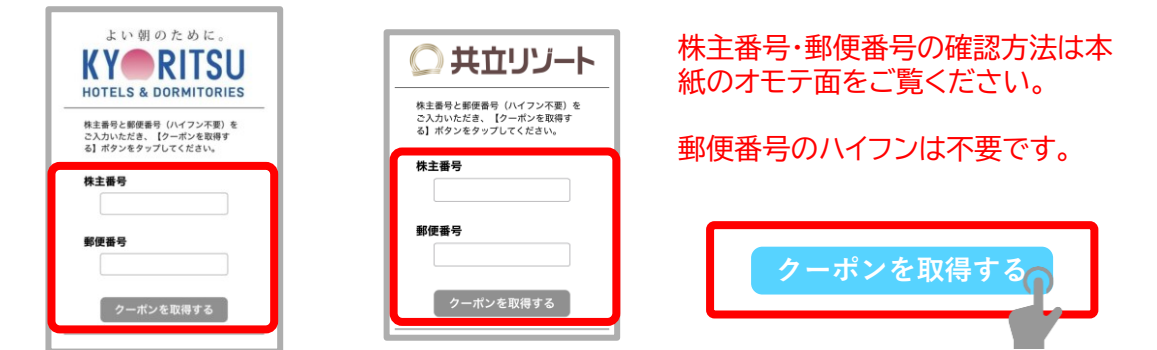 よい朝のために。
KYORITSU
HOTELS & DORMITORIES
株主番号と郵便番号（ハイフン不要）を
ご入力いただき、【クーポンを取得す
る】ボタンをタップしてください。
株主番号
郵便番号
クーポンを取得する
共立リゾート
株主番号と郵便番号（ハイフン不要）を
ご入力いただき、【クーポンを取得す
る】ボタンをタップしてください。
株主番号
郵便番号
クーポンを取得する
株主番号・郵便番号の確認方法は本
紙のオモテ面をご覧ください。
郵便番号のハイフンは不要です。
クーポンを取得する